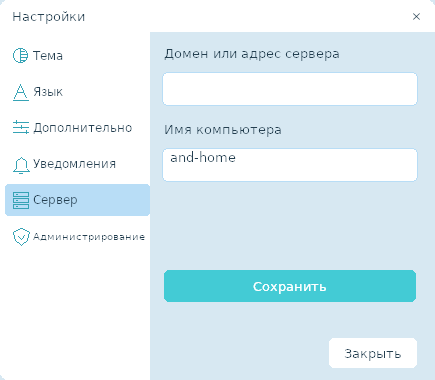 Настройки
Тема
Язык
Дополнительно
Уведомления
Сервер
Администрирование
Домен или адрес сервера
Имя компьютера
and-home
Сохранить
Закрыть